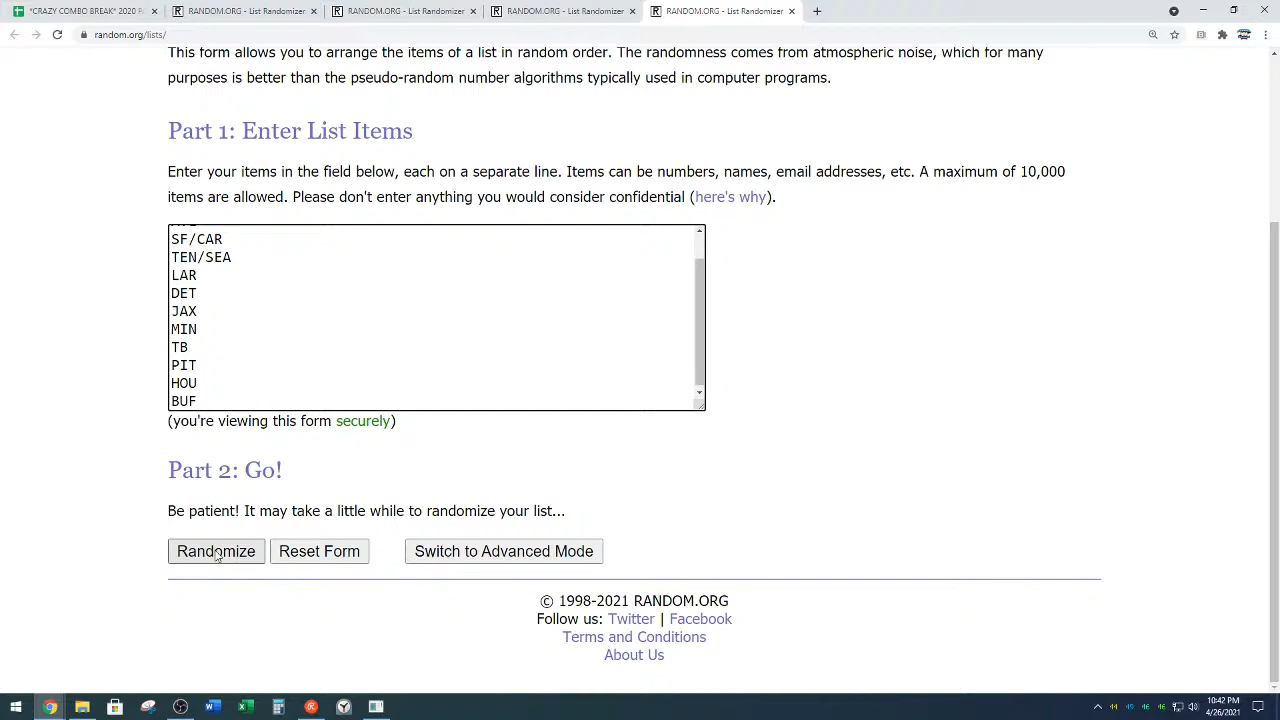 *CRAZY COMBO BREAK* 2020 P
RANDOM.ORG - List Randomizer
RANDOM.ORG - List Randomizer
RANDOM.ORG - List Randomizer
RANDOM.ORG - List Randomizer
random.org/lists/
This form allows you to arrange the items of a list in random order. The randomness comes from atmospheric noise, which for many
purposes is better than the pseudo-random number algorithms typically used in computer programs.
Part 1: Enter List Items
Enter your items in the field below, each on a separate line. Items can be numbers, names, email addresses, etc. A maximum of 10,000
items are allowed. Please don't enter anything you would consider confidential (here's why).
SF/CAR
TEN/SEA
LAR
DET
JAX
MIN
TB
PIT
HOU
BUF
(you're viewing this form securely)
Part 2: Go!
Be patient! It may take a little while to randomize your list...
Randomize
Reset Form
Switch to Advanced Mode
© 1998-2021 RANDOM.ORG
Follow us: Twitter | Facebook
Terms and Conditions
About Us
44 49 46 46
10:42 PM
4/26/2021